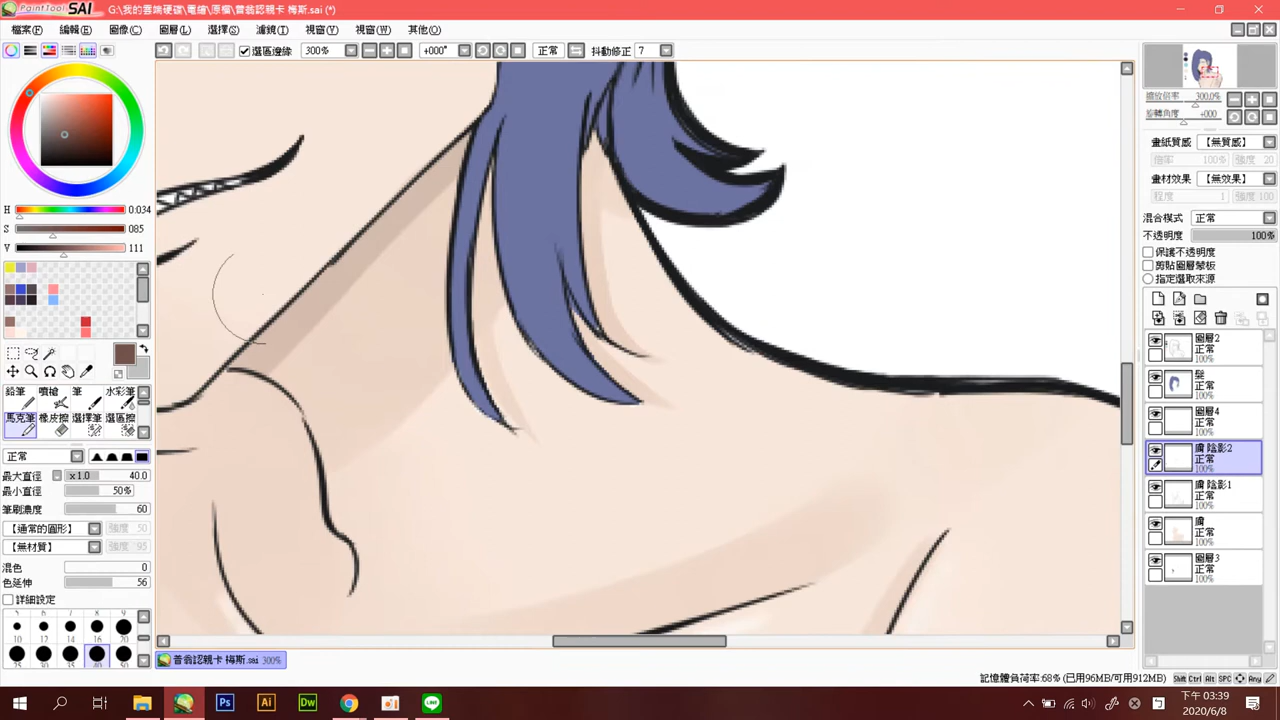 PaintTool SAI G:\我的雲端硬碟\電繪\原檔\普翁認親卡 梅斯.sai (*)
檔案(F) 編輯(E) 圖像(C) 圖層(L) 選擇(S) 濾鏡(I) 視窗(V) 視窗(W) 其他(O)
選區邊緣 300% +000° 正常 抖動修正 7
縮放倍率 300.0%
旋轉角度 +000
畫紙質感 【無質感】
倍率 100% 強度 20
畫材效果 【無效果】
程度 1 強度 100
混合模式 正常
不透明度 100%
保護不透明度
剪貼圖層蒙板
指定選取來源
圖層2
正常
100%
髮
正常
100%
圖層4
正常
100%
膚 陰影2
正常
100%
膚 陰影1
正常
100%
膚
正常
100%
圖層3
正常
100%
H 0:034
S 085
V 111
鉛筆 噴槍 筆 水彩筆
馬克筆 橡皮擦 選擇筆 選區擦
正常
最大直徑 x1.0 40.0
最小直徑 50%
筆刷濃度 60
【通常的圓形】 強度 50
【無材質】 強度 95
混色 0
色延伸 56
詳細設定
5 6 7 8 9
10 12 14 16 20
25 30 35 40 50
普翁認親卡 梅斯.sai 300%
記憶體負荷率:68% (已用96MB/可用912MB) Shift Ctrl Alt SPC Any
Ps Ai Dw LINE
下午 03:39
2020/6/8